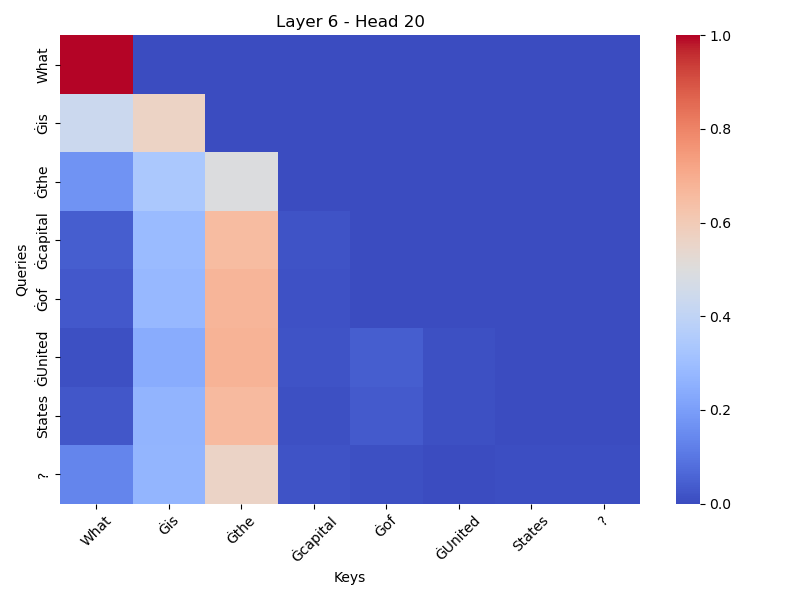 Layer 6 - Head 20
Queries
What
Ġis
Ġthe
Ġcapital
Ġof
ĠUnited
States
?
What
Ġis
Ġthe
Ġcapital
Ġof
ĠUnited
States
?
Keys
1.0
0.8
0.6
0.4
0.2
0.0